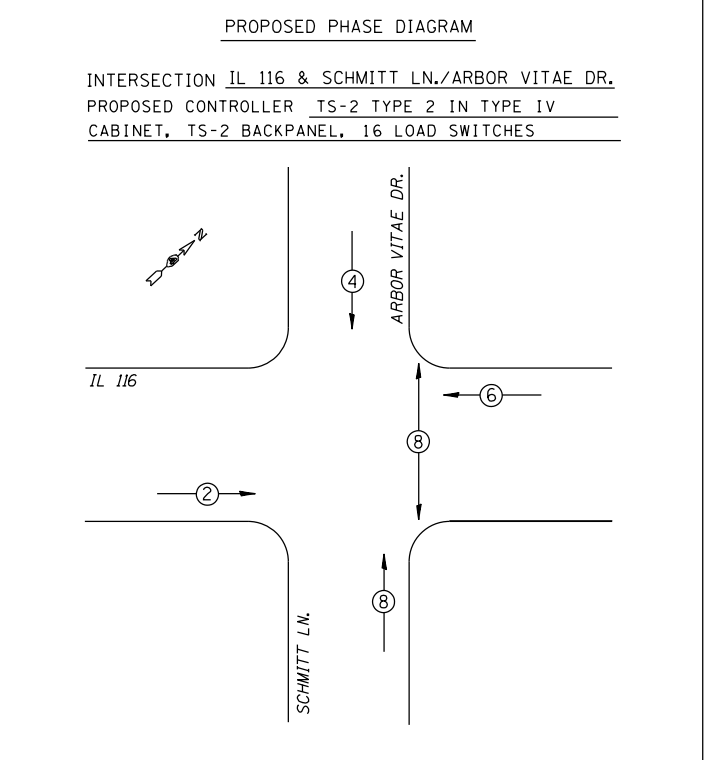 PROPOSED PHASE DIAGRAM
INTERSECTION IL 116 & SCHMITT LN./ARBOR VITAE DR.
PROPOSED CONTROLLER TS-2 TYPE 2 IN TYPE IV
CABINET, TS-2 BACKPANEL, 16 LOAD SWITCHES
ARBOR VITAE DR.
N
4
IL 116
6
8
2
8
SCHMITT LN.